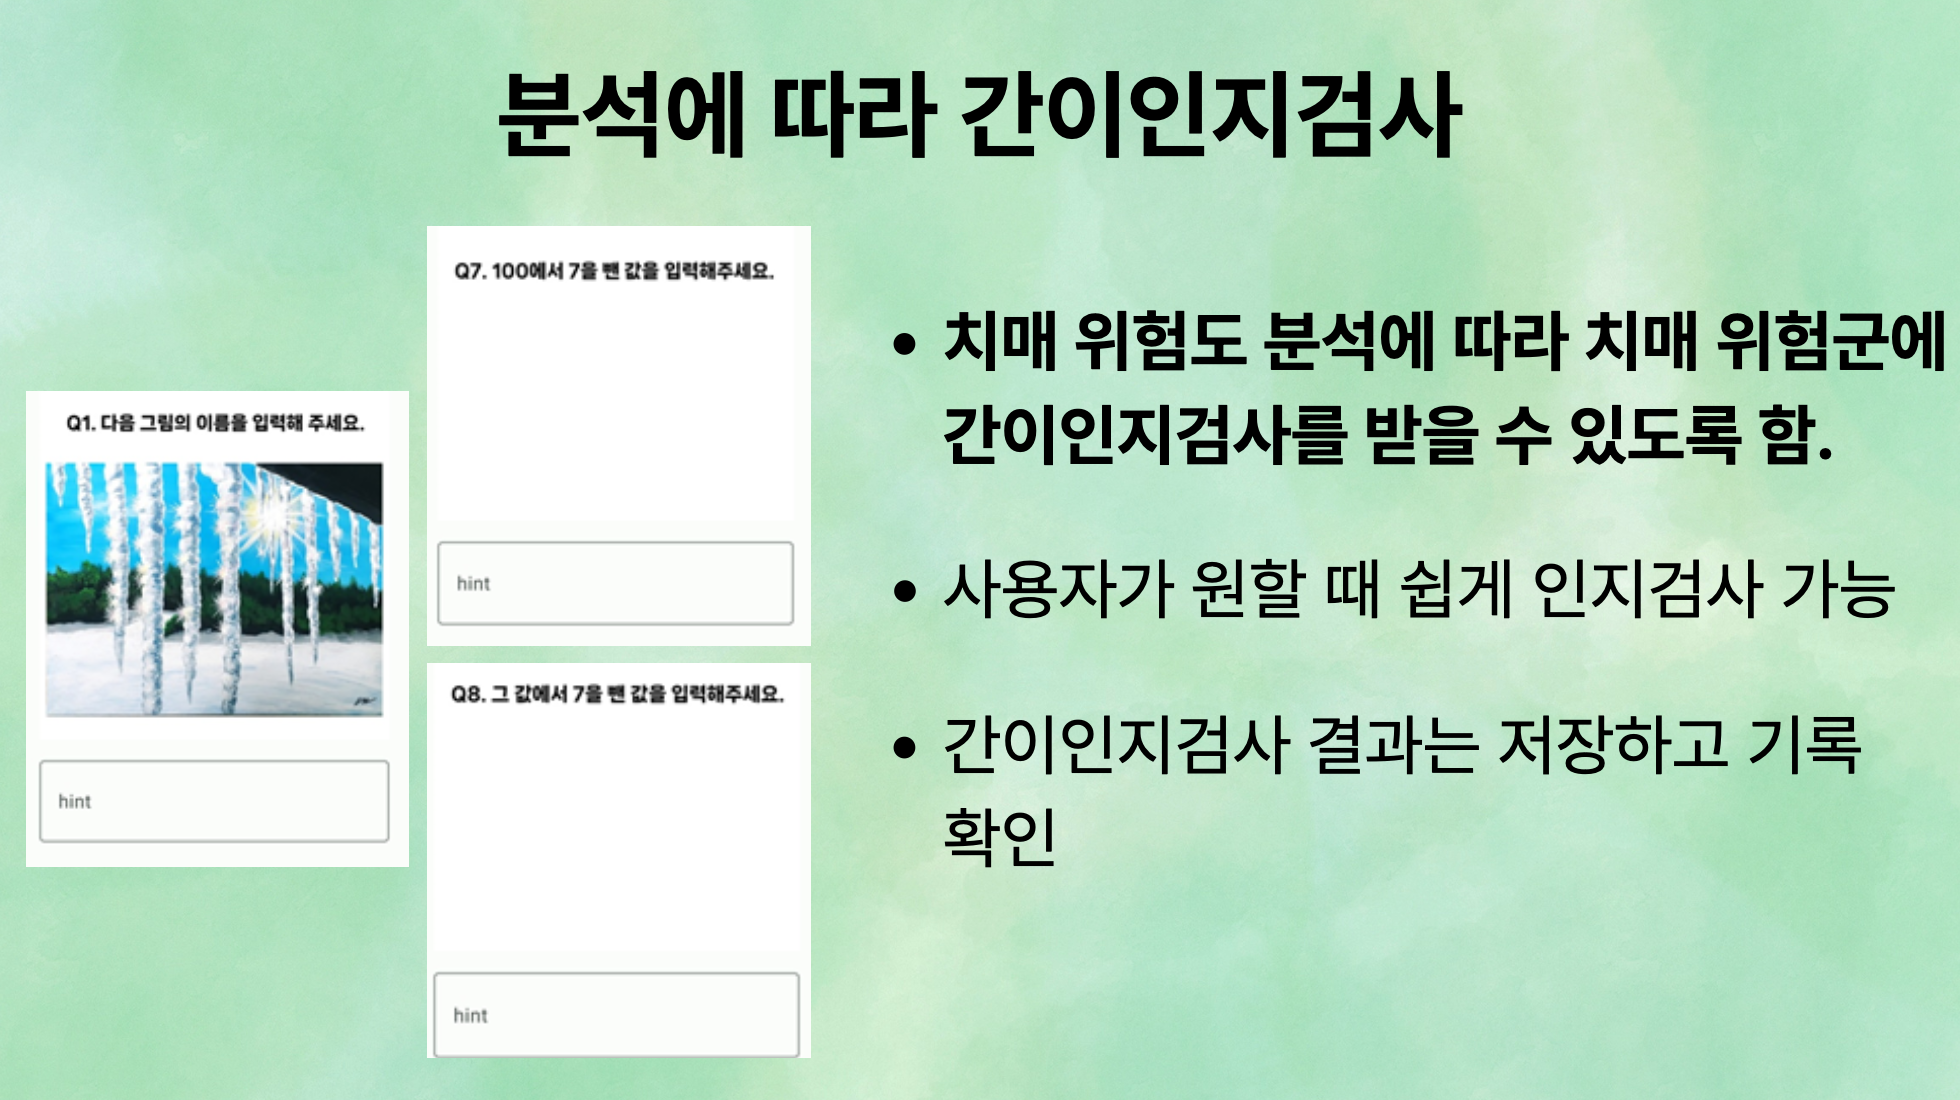 분석에 따라 간이인지검사
Q1. 다음 그림의 이름을 입력해 주세요.
hint
Q7. 100에서 7을 뺀 값을 입력해주세요.
hint
Q8. 그 값에서 7을 뺀 값을 입력해주세요.
hint
• 치매 위험도 분석에 따라 치매 위험군에
간이인지검사를 받을 수 있도록 함.
• 사용자가 원할 때 쉽게 인지검사 가능
• 간이인지검사 결과는 저장하고 기록
확인